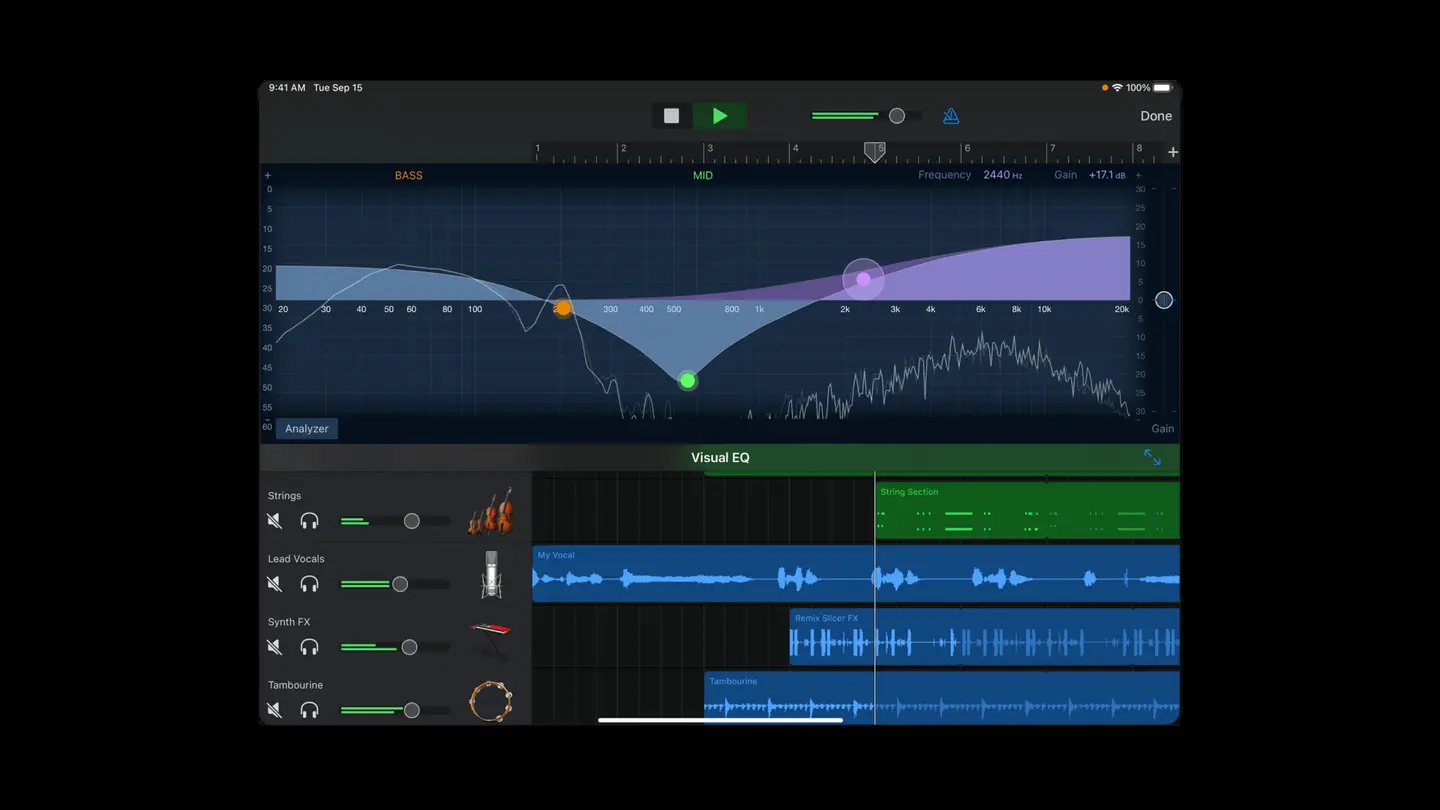 9:41 AM Tue Sep 15
100%
Done
1 2 3 4 5 6 7 8 +
+ BASS MID Frequency 2440 Hz Gain +17.1 dB +
0
5
10
15
20
25
30
35
40
45
50
55
60
30
25
20
15
10
5
0
5
10
15
20
25
30
20 30 40 50 60 80 100 300 400 500 800 1k 2k 3k 4k 6k 8k 10k 20k
Analyzer
Gain
Visual EQ
Strings
String Section
Lead Vocals
My Vocal
Synth FX
Remix Slicer FX
Tambourine
Tambourine